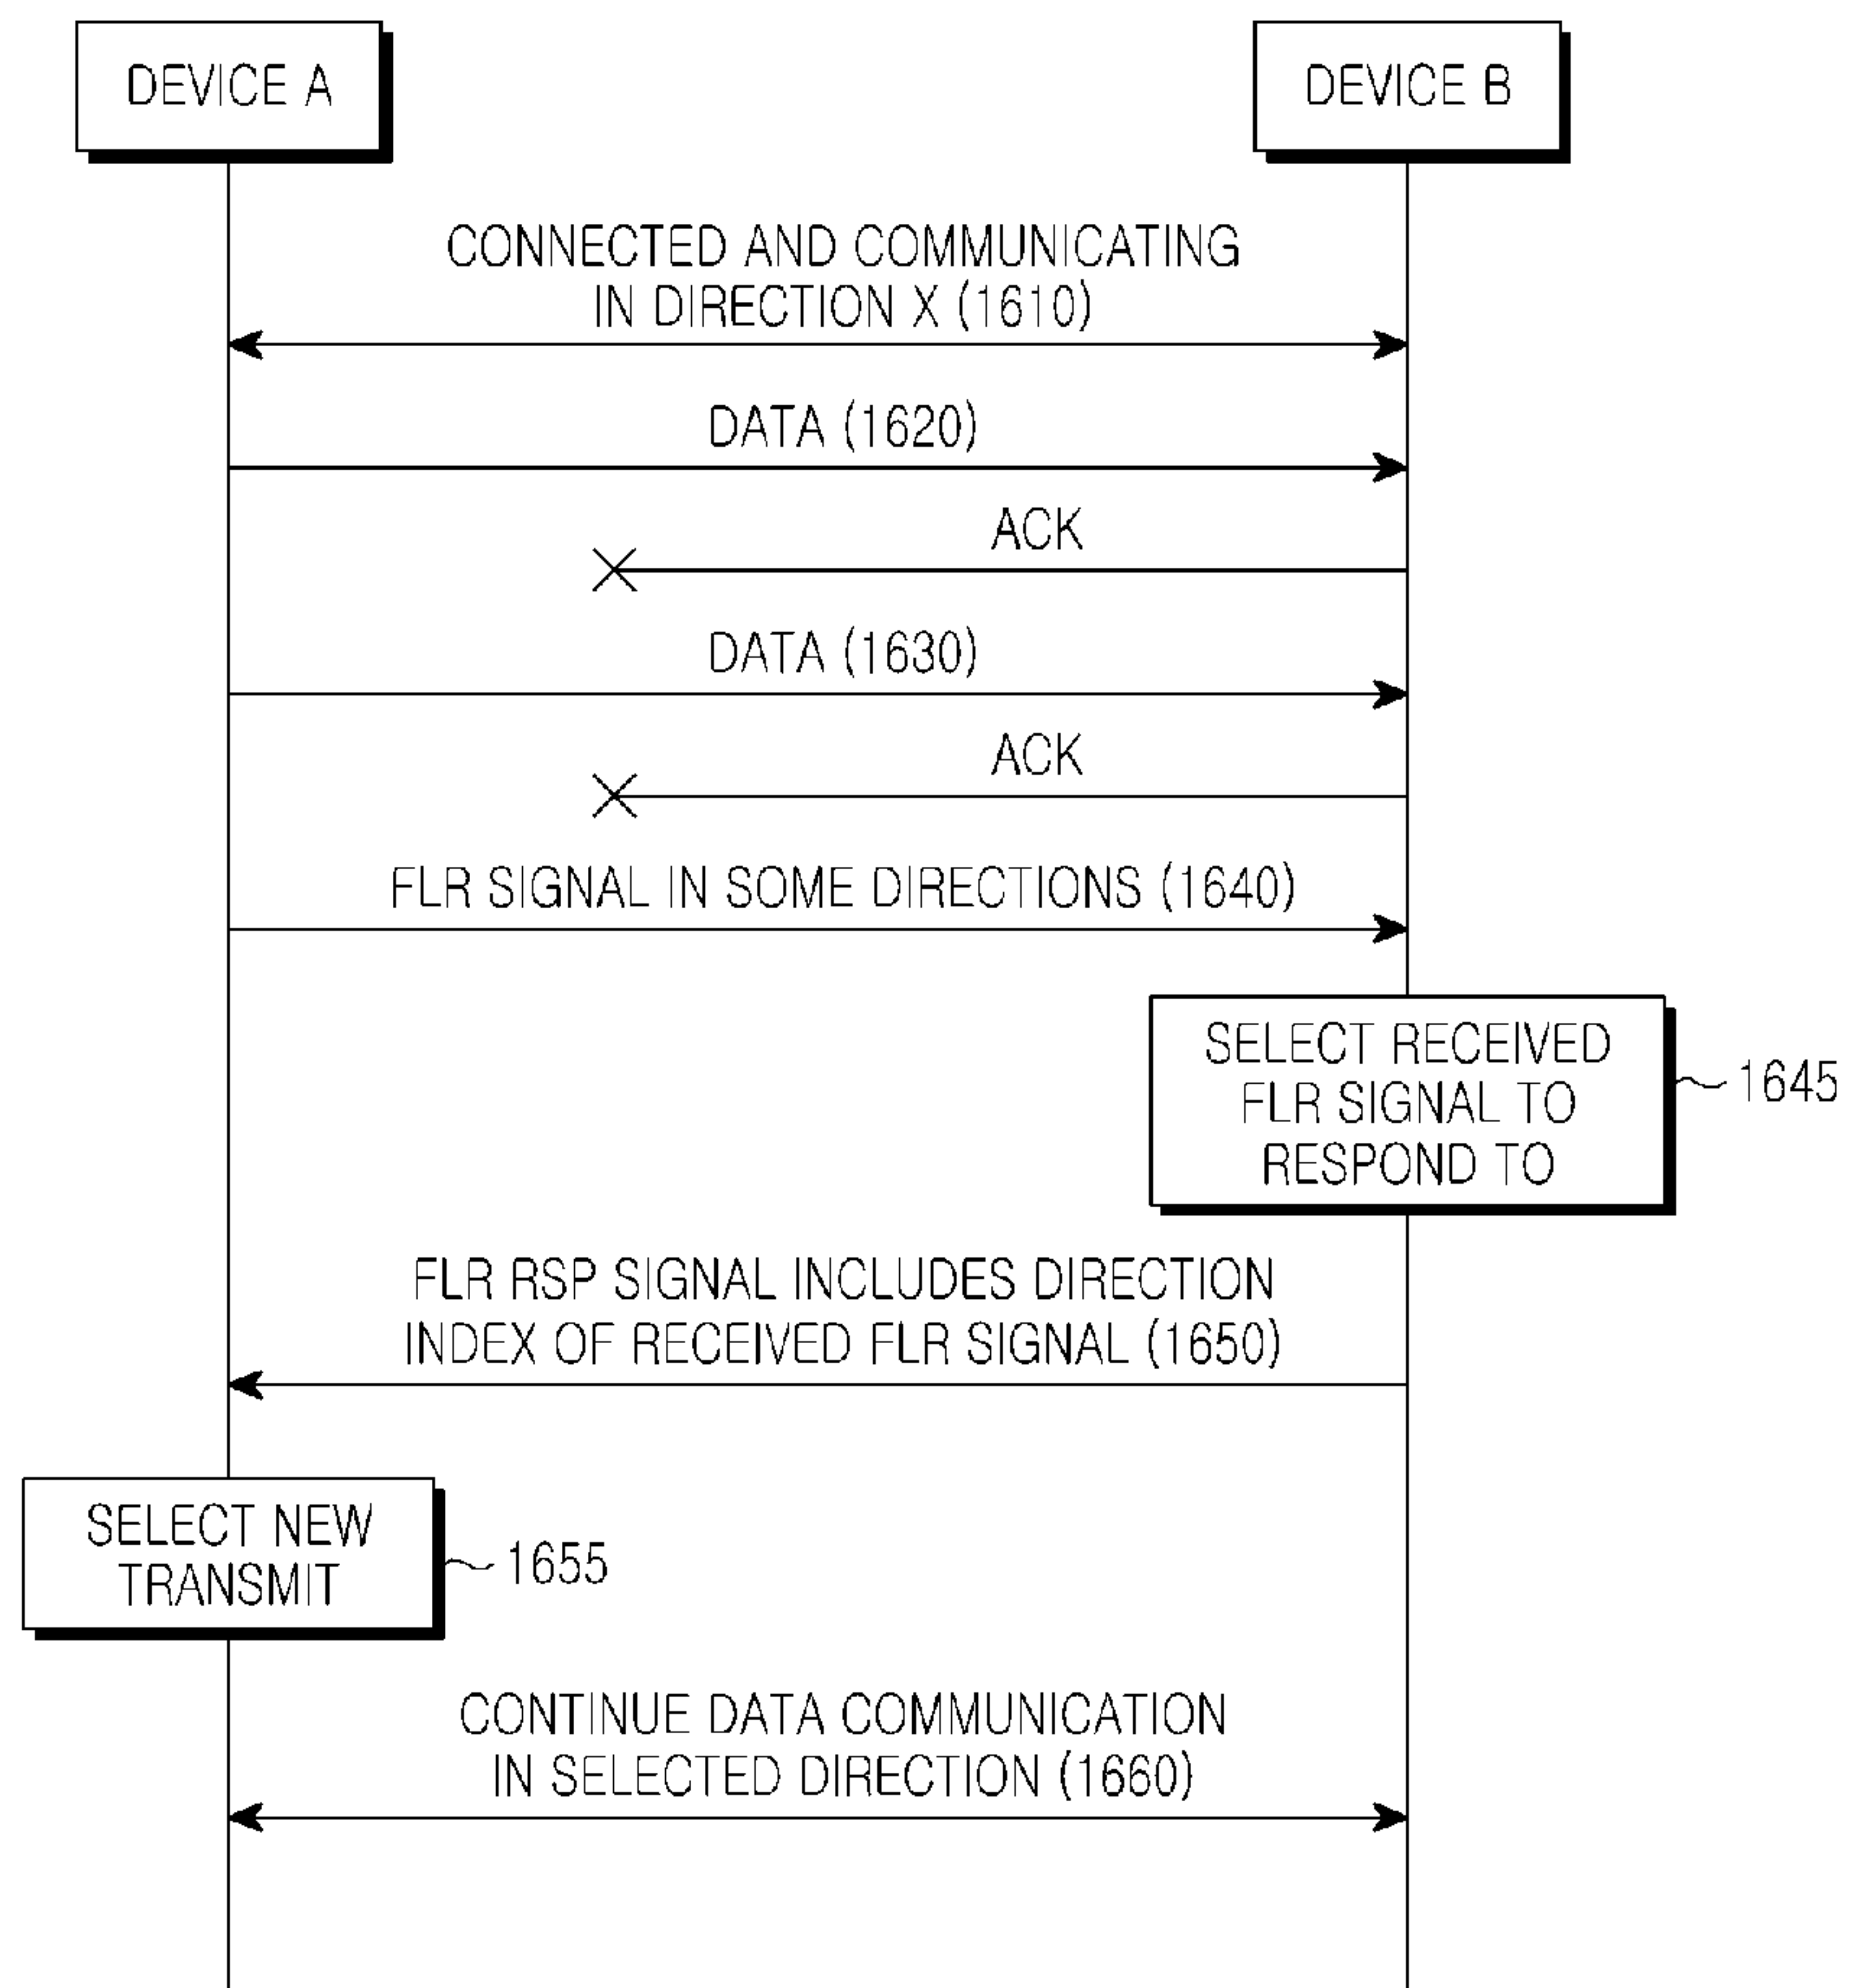 DEVICE A
DEVICE B
CONNECTED AND COMMUNICATING
IN DIRECTION X (1610)
DATA (1620)
ACK
DATA (1630)
ACK
FLR SIGNAL IN SOME DIRECTIONS (1640)
SELECT RECEIVED
FLR SIGNAL TO
RESPOND TO
1645
FLR RSP SIGNAL INCLUDES DIRECTION
INDEX OF RECEIVED FLR SIGNAL (1650)
SELECT NEW
TRANSMIT
1655
CONTINUE DATA COMMUNICATION
IN SELECTED DIRECTION (1660)